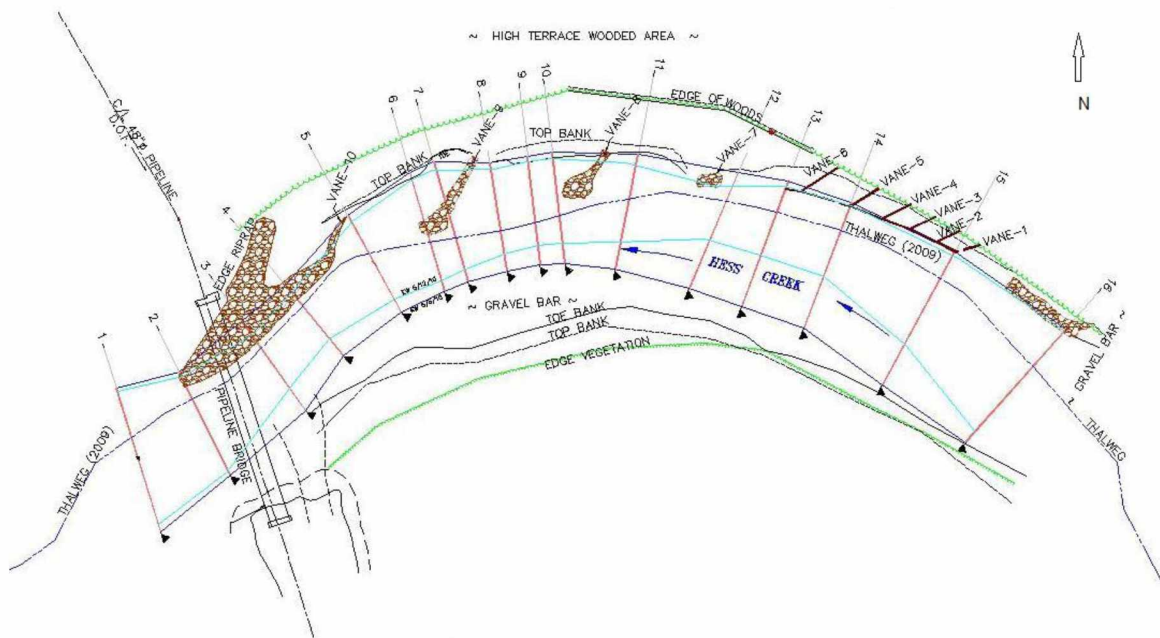 ~ HIGH TERRACE WOODED AREA ~
N
C/L 48"ø PIPELINE
EDGE OF WOODS
TOP BANK
TOP BANK
1
2
3
4
5
6
7
8
9
10
11
12
13
14
15
16
EDGE RIPRAP
VANE-10
VANE-8
VANE-7
VANE-6
VANE-5
VANE-4
VANE-3
VANE-2
VANE-1
THALWEG (2009)
HESS CREEK
~ GRAVEL BAR ~
TOE BANK
TOP BANK
EDGE VEGETATION
PIPELINE BRIDGE
THALWEG (2009)
~ GRAVEL BAR ~
THALWEG